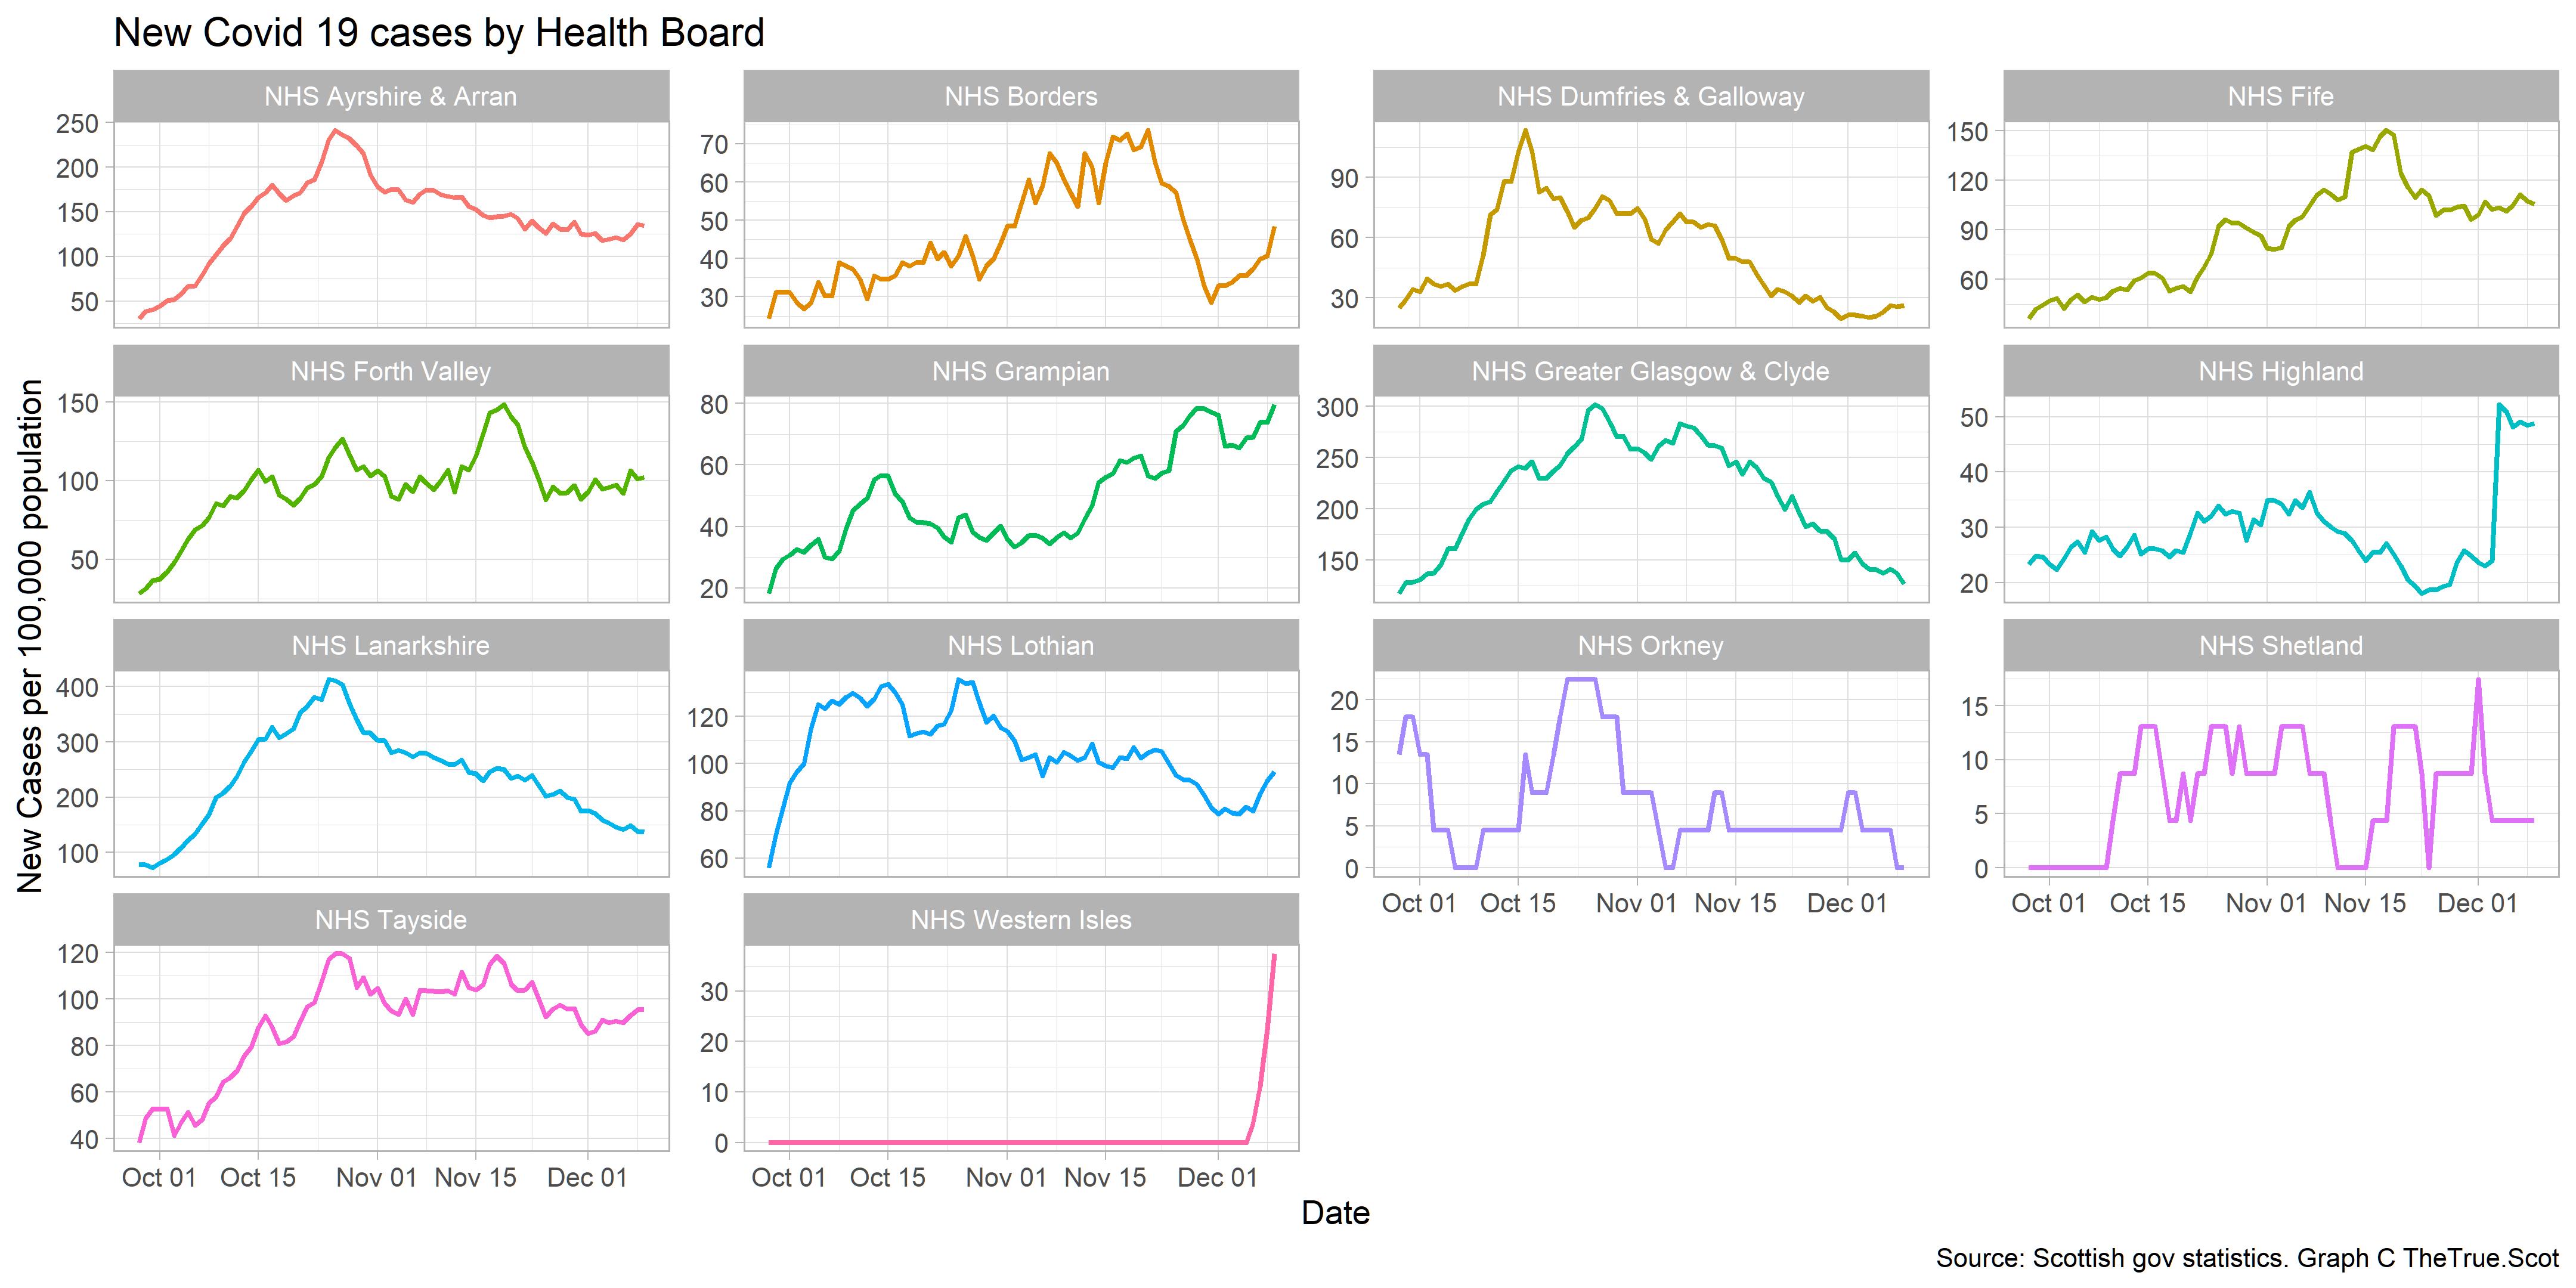 New Covid 19 cases by Health Board
NHS Ayrshire & Arran
NHS Borders
NHS Dumfries & Galloway
NHS Fife
250
200
150
100
50
70
60
50
40
30
90
60
30
150
120
90
60
NHS Forth Valley
NHS Grampian
NHS Greater Glasgow & Clyde
NHS Highland
150
100
50
80
60
40
20
300
250
200
150
50
40
30
20
New Cases per 100,000 population
NHS Lanarkshire
NHS Lothian
NHS Orkney
NHS Shetland
400
300
200
100
120
100
80
60
20
15
10
5
0
15
10
5
0
Oct 01 Oct 15 Nov 01 Nov 15 Dec 01
Oct 01 Oct 15 Nov 01 Nov 15 Dec 01
NHS Tayside
NHS Western Isles
120
100
80
60
40
30
20
10
0
Oct 01 Oct 15 Nov 01 Nov 15 Dec 01
Oct 01 Oct 15 Nov 01 Nov 15 Dec 01
Date
Source: Scottish gov statistics. Graph C TheTrue.Scot